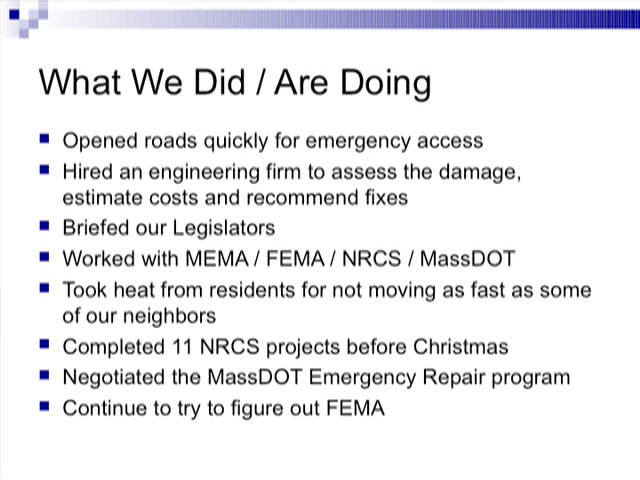 What We Did / Are Doing
Opened roads quickly for emergency access
Hired an engineering firm to assess the damage,
estimate costs and recommend fixes
Briefed our Legislators
Worked with MEMA / FEMA / NRCS / MassDOT
Took heat from residents for not moving as fast as some
of our neighbors
Completed 11 NRCS projects before Christmas
Negotiated the MassDOT Emergency Repair program
Continue to try to figure out FEMA